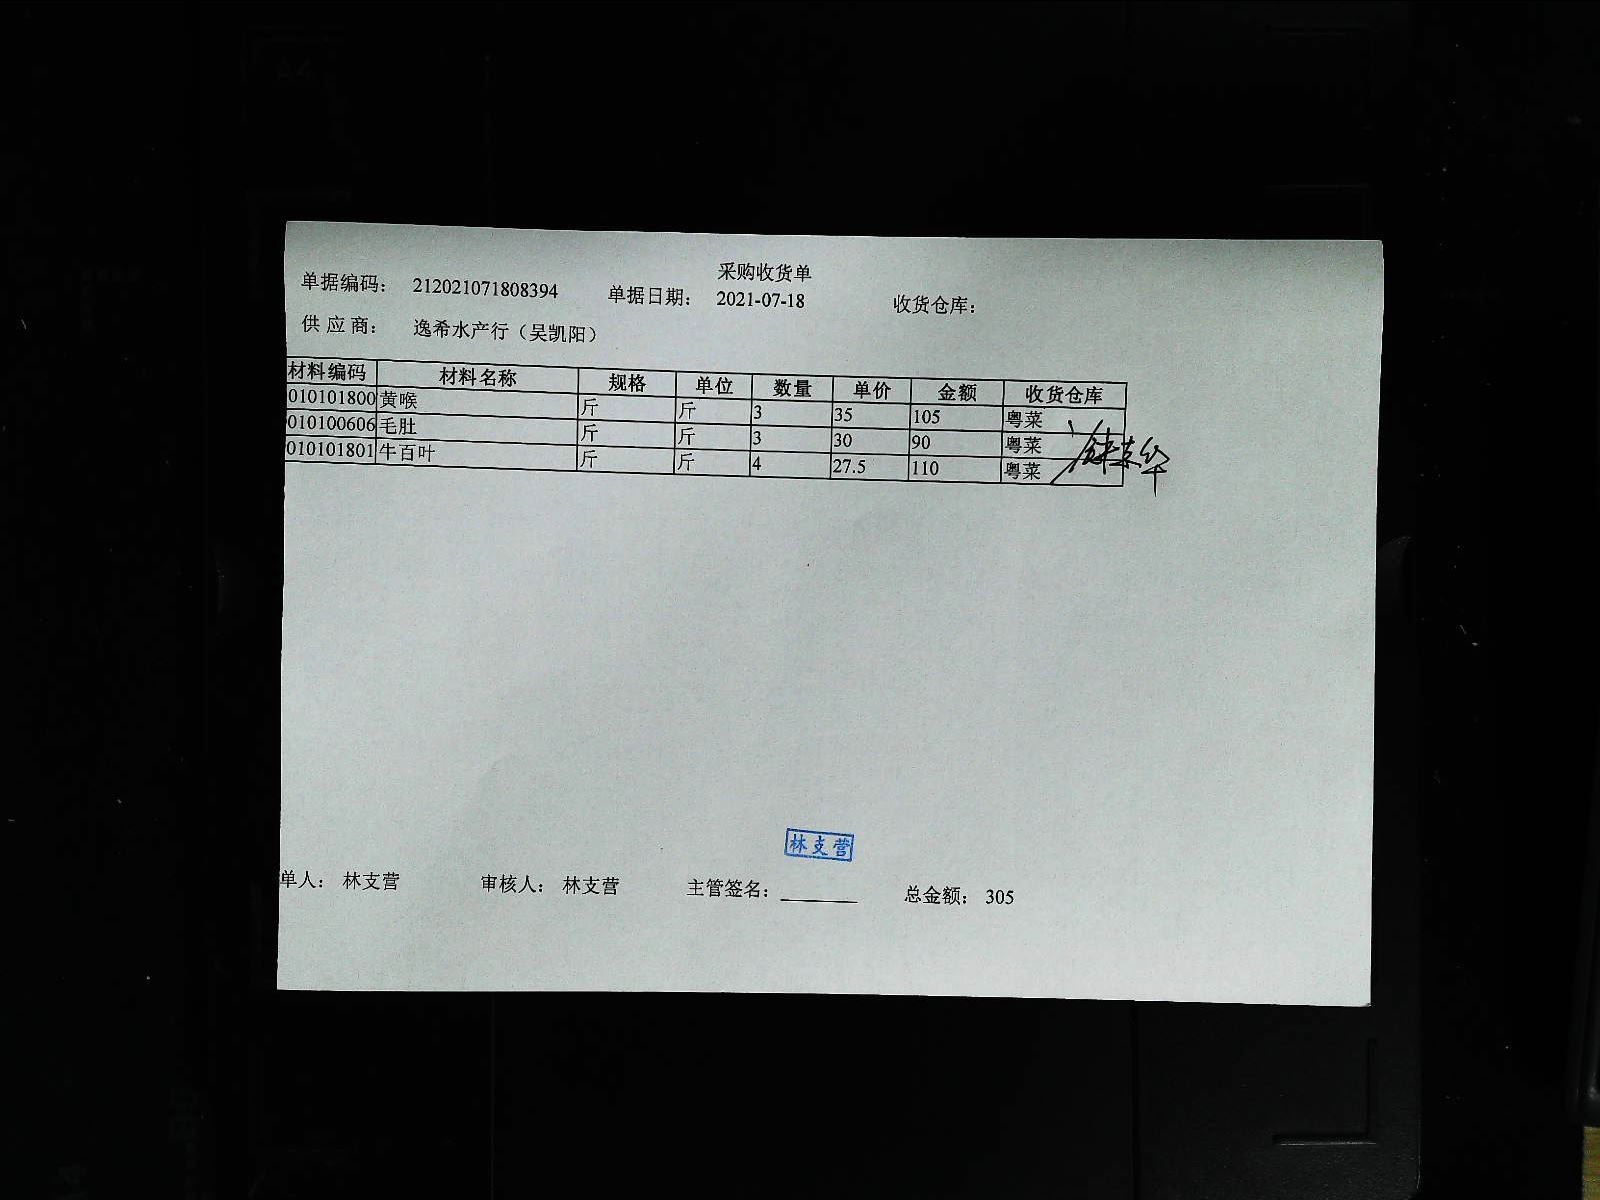 采购收货单
单据编码： 212021071808394 单据日期： 2021-07-18 收货仓库：
供 应 商： 逸希水产行（吴凯阳）
材料编码 材料名称 规格 单位 数量 单价 金额 收货仓库
010101800 黄喉 斤 斤 3 35 105 粤菜
010100606 毛肚 斤 斤 3 30 90 粤菜
010101801 牛百叶 斤 斤 4 27.5 110 粤菜
林支营
单人： 林支营 审核人： 林支营 主管签名： 总金额： 305